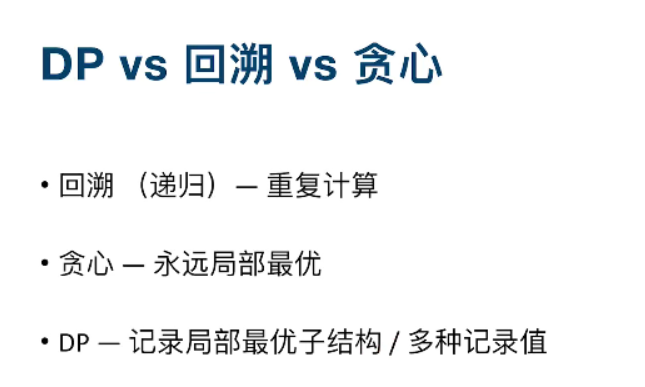 DP vs 回溯 vs 贪心
• 回溯 （递归）— 重复计算
• 贪心 — 永远局部最优
• DP — 记录局部最优子结构 / 多种记录值